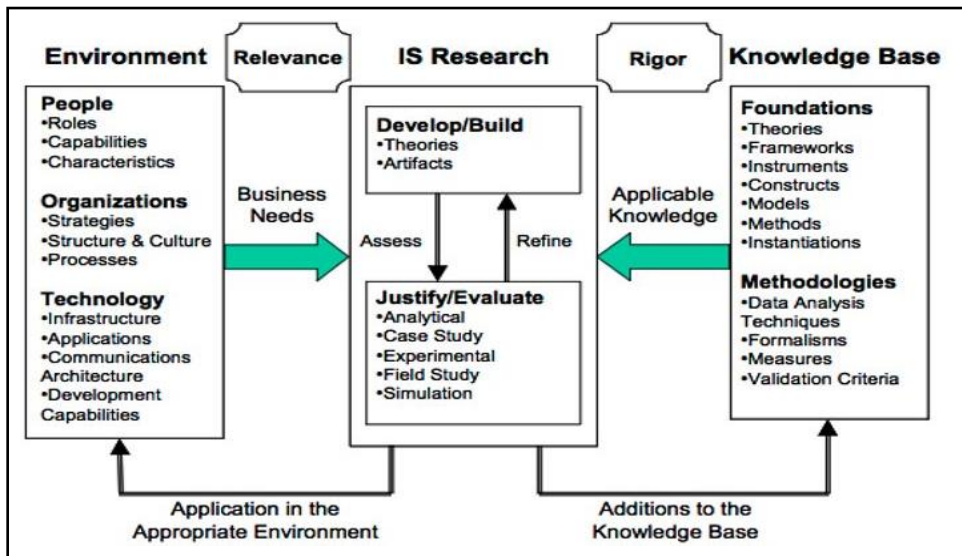 Environment
Relevance
IS Research
Rigor
Knowledge Base
People
•Roles
•Capabilities
•Characteristics
Organizations
•Strategies
•Structure & Culture
•Processes
Technology
•Infrastructure
•Applications
•Communications
Architecture
•Development
Capabilities
Business
Needs
Develop/Build
•Theories
•Artifacts
Assess
Refine
Justify/Evaluate
•Analytical
•Case Study
•Experimental
•Field Study
•Simulation
Applicable
Knowledge
Foundations
•Theories
•Frameworks
•Instruments
•Constructs
•Models
•Methods
•Instantiations
Methodologies
•Data Analysis
Techniques
•Formalisms
•Measures
•Validation Criteria
Application in the
Appropriate Environment
Additions to the
Knowledge Base